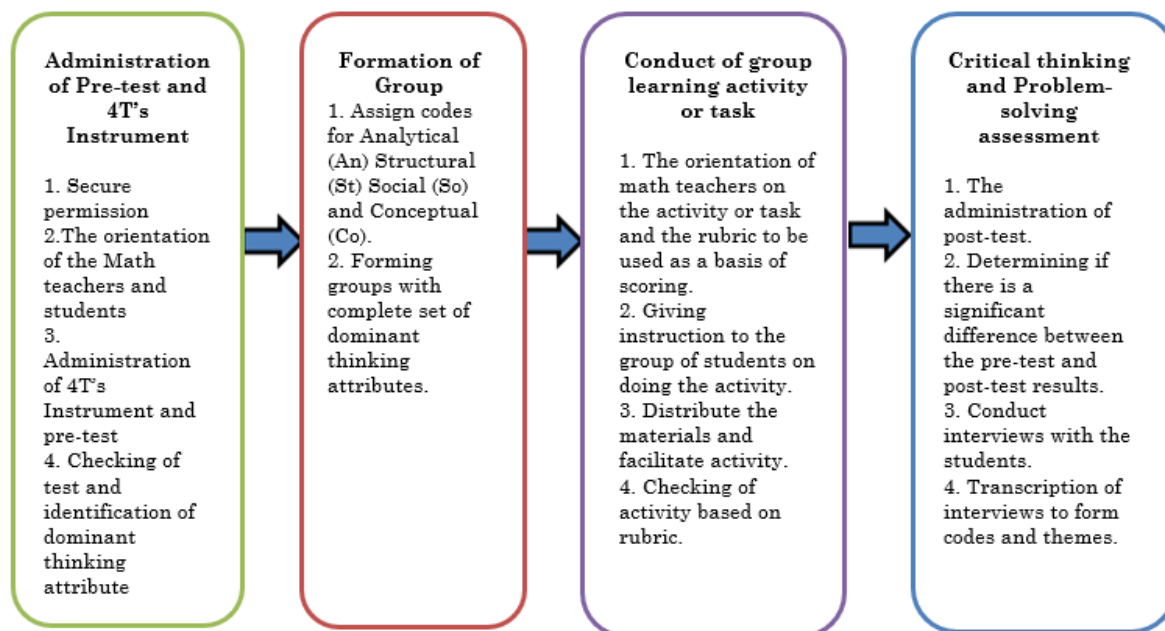 Administration
of Pre-test and
4T's
Instrument
1. Secure
permission
2.The orientation
of the Math
teachers and
students
3.
Administration
of 4T's
Instrument and
pre-test
4. Checking of
test and
identification of
dominant
thinking
attribute
Formation of
Group
1. Assign codes
for Analytical
(An) Structural
(St) Social (So)
and Conceptual
(Co).
2. Forming
groups with
complete set of
dominant
thinking
attributes.
Conduct of group
learning activity
or task
1. The orientation of
math teachers on
the activity or task
and the rubric to be
used as a basis of
scoring.
2. Giving
instruction to the
group of students on
doing the activity.
3. Distribute the
materials and
facilitate activity.
4. Checking of
activity based on
rubric.
Critical thinking
and Problem-
solving
assessment
1. The
administration of
post-test.
2. Determining if
there is a
significant
difference between
the pre-test and
post-test results.
3. Conduct
interviews with the
students.
4. Transcription of
interviews to form
codes and themes.